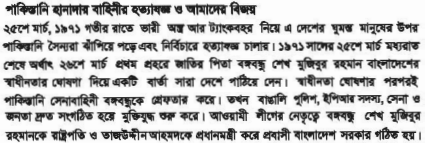 পাকিস্তানি হানাদার বাহিনীর হত্যাযজ্ঞ ও আমাদের বিজয়
২৫শে মার্চ, ১৯৭১ গভীর রাতে ভারী অস্ত্র আর ট্যাংকবহর নিয়ে এ দেশের ঘুমন্ত মানুষের উপর
পাকিস্তানি সৈন্যরা ঝাঁপিয়ে পড়ে এবং নির্বিচারে হত্যাযজ্ঞ চালায়। ১৯৭১ সালের ২৫শে মার্চ মধ্যরাত
শেষে অর্থাৎ ২৬শে মার্চ প্রথম প্রহরে জাতির পিতা বঙ্গবন্ধু শেখ মুজিবুর রহমান বাংলাদেশের
স্বাধীনতার ঘোষণা দিয়ে একটি বার্তা সারা দেশে পাঠিয়ে দেন। স্বাধীনতা ঘোষণার পরপরই
পাকিস্তানি সেনাবাহিনী বঙ্গবন্ধুকে গ্রেফতার করে। তখন বাঙালি পুলিশ, ইপিআর সদস্য, সেনা ও
জনতা দ্রুত সংগঠিত হয়ে মুক্তিযুদ্ধ শুরু করে। আওয়ামী লীগের নেতৃত্বে বঙ্গবন্ধু শেখ মুজিবুর
রহমানকে রাষ্ট্রপতি ও তাজউদ্দীন আহমদকে প্রধানমন্ত্রী করে প্রবাসী বাংলাদেশ সরকার গঠিত হয়।